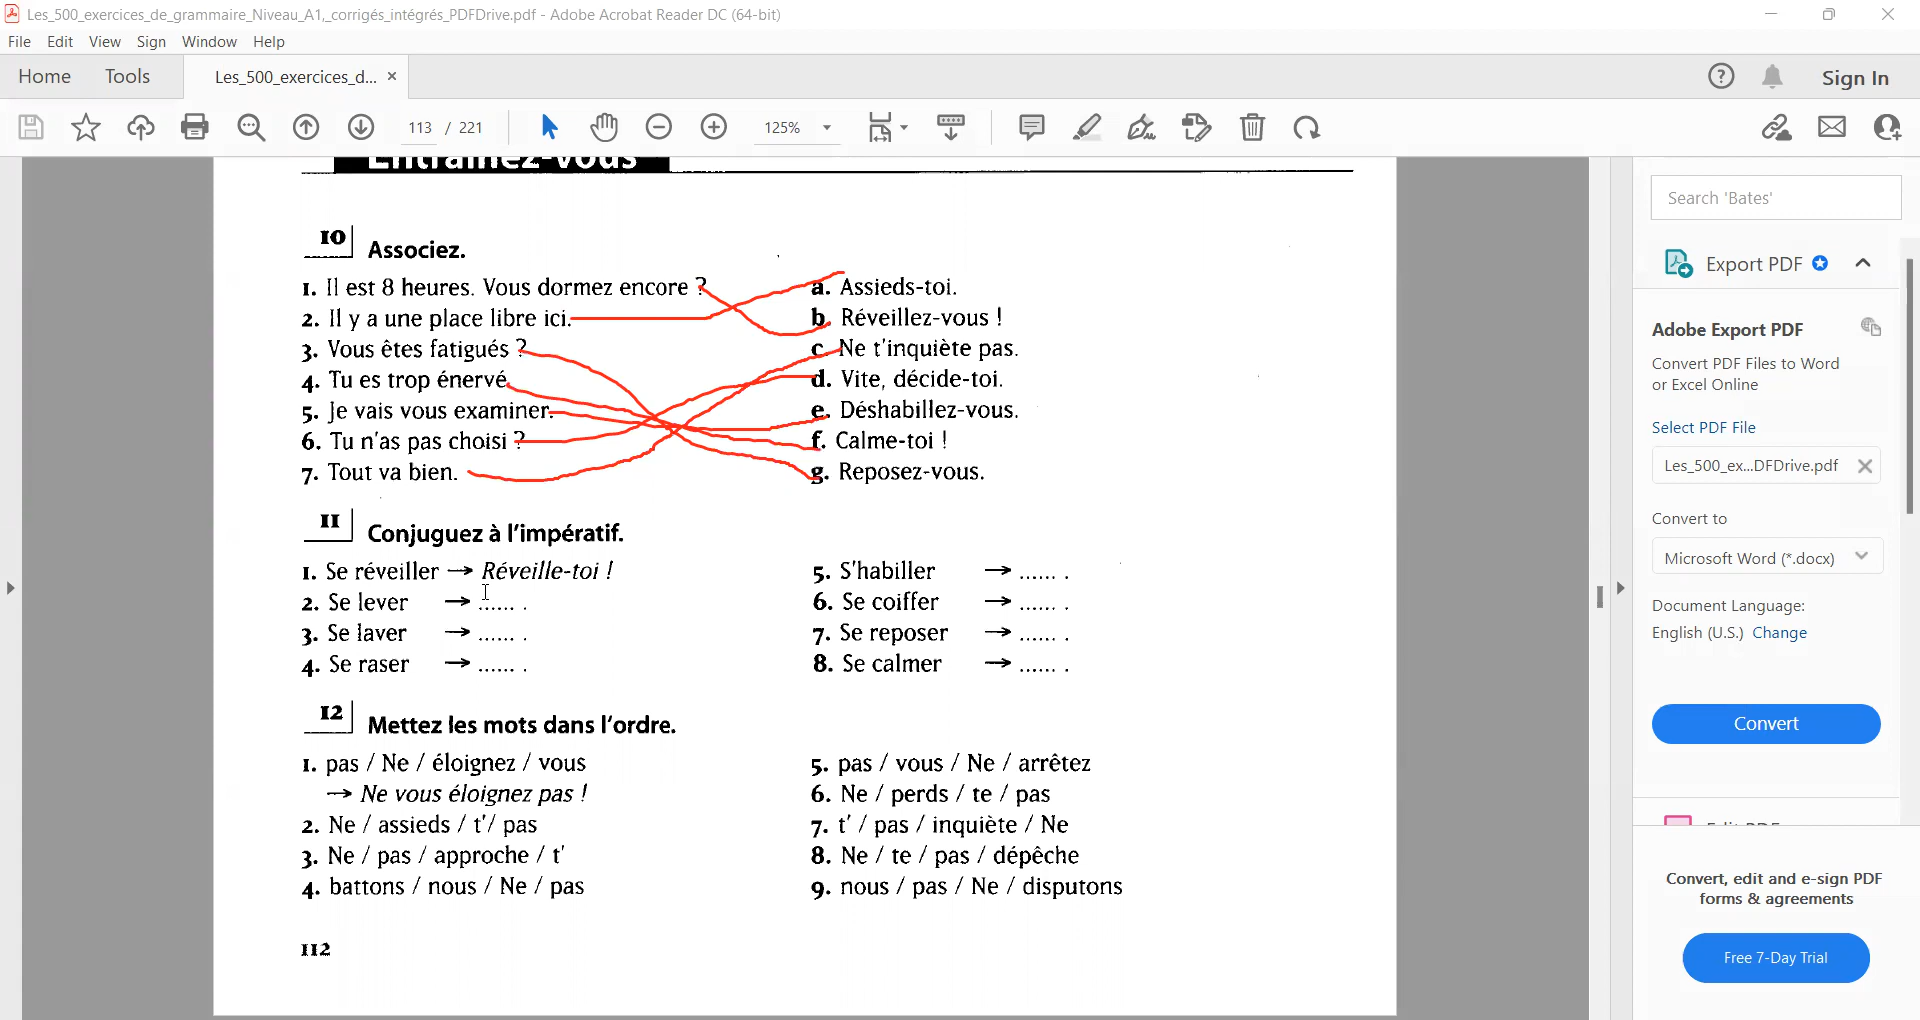 Les_500_exercices_de_grammaire_Niveau_A1,_corrigés_intégrés_PDFDrive.pdf - Adobe Acrobat Reader DC (64-bit)
File Edit View Sign Window Help
Home Tools Les_500_exercices_d... × Sign In
113 / 221 125%
Entraînez-vous
10 Associez.
1. Il est 8 heures. Vous dormez encore ? a. Assieds-toi.
2. Il y a une place libre ici. b. Réveillez-vous !
3. Vous êtes fatigués ? c. Ne t'inquiète pas.
4. Tu es trop énervé d. Vite, décide-toi.
5. Je vais vous examiner. e. Déshabillez-vous.
6. Tu n'as pas choisi ? f. Calme-toi !
7. Tout va bien. g. Reposez-vous.
11 Conjuguez à l'impératif.
1. Se réveiller → Réveille-toi ! 5. S'habiller → ...... .
2. Se lever → ...... . 6. Se coiffer → ...... .
3. Se laver → ...... . 7. Se reposer → ...... .
4. Se raser → ...... . 8. Se calmer → ...... .
12 Mettez les mots dans l'ordre.
1. pas / Ne / éloignez / vous 5. pas / vous / Ne / arrêtez
→ Ne vous éloignez pas ! 6. Ne / perds / te / pas
2. Ne / assieds / t'/ pas 7. t' / pas / inquiète / Ne
3. Ne / pas / approche / t' 8. Ne / te / pas / dépêche
4. battons / nous / Ne / pas 9. nous / pas / Ne / disputons
112
Search 'Bates'
Export PDF
Adobe Export PDF
Convert PDF Files to Word
or Excel Online
Select PDF File
Les_500_ex...DFDrive.pdf
Convert to
Microsoft Word (*.docx)
Document Language:
English (U.S.) Change
Convert
Convert, edit and e-sign PDF
forms & agreements
Free 7-Day Trial